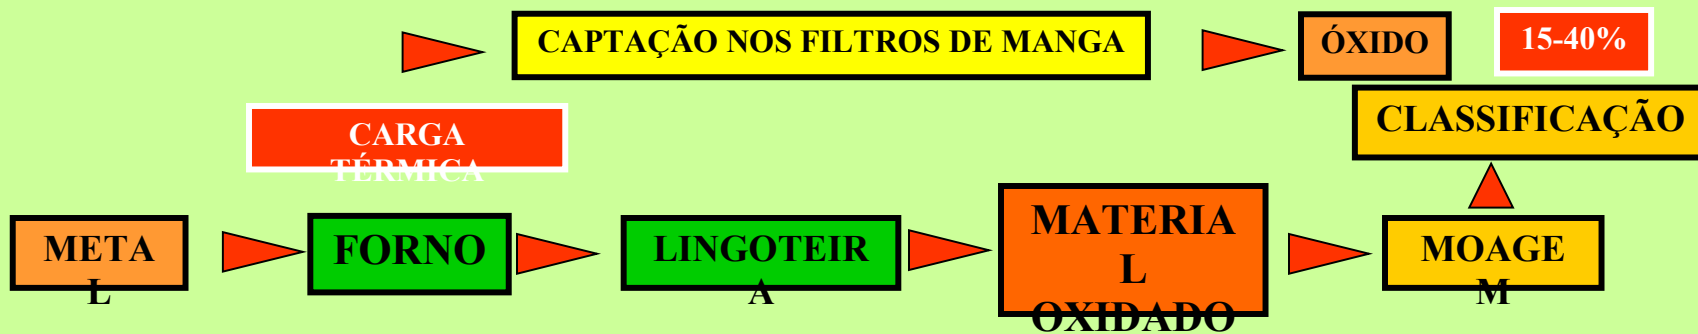 CAPTAÇÃO NOS FILTROS DE MANGA
ÓXIDO
15-40%
CLASSIFICAÇÃO
CARGA
TÉRMICA
META
L
FORNO
LINGOTEIR
A
MATERIA
L
OXIDADO
MOAGE
M